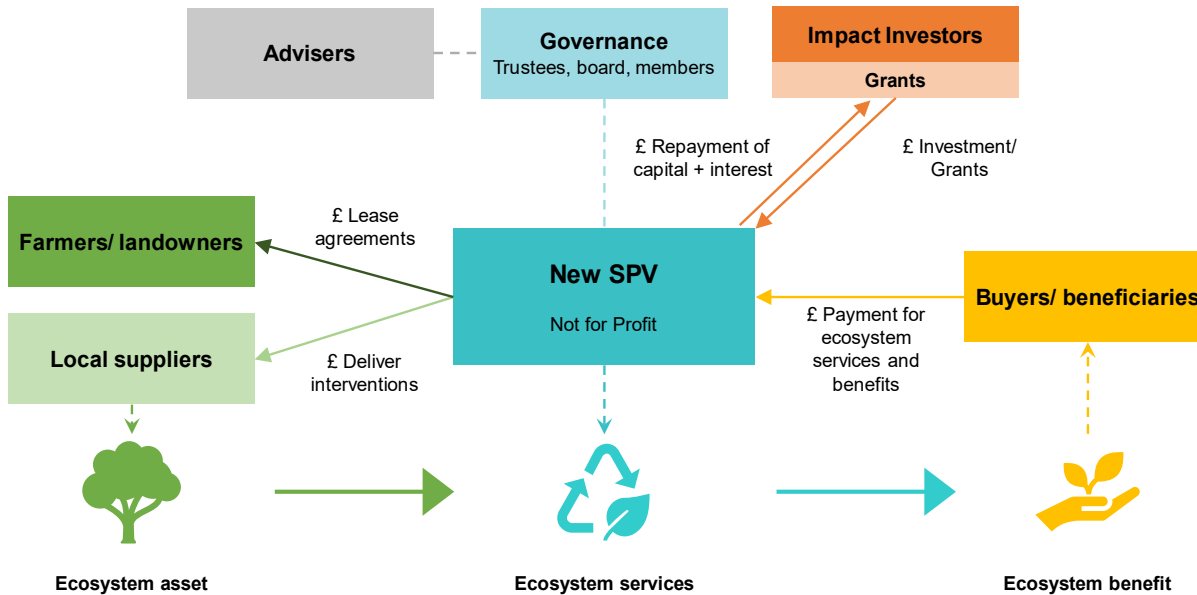 Advisers
Governance
Trustees, board, members
Impact Investors
Grants
£ Repayment of
capital + interest
£ Investment/
Grants
Farmers/ landowners
£ Lease
agreements
New SPV
Not for Profit
Buyers/ beneficiaries
£ Payment for
ecosystem
services and
benefits
Local suppliers
£ Deliver
interventions
Ecosystem asset
Ecosystem services
Ecosystem benefit